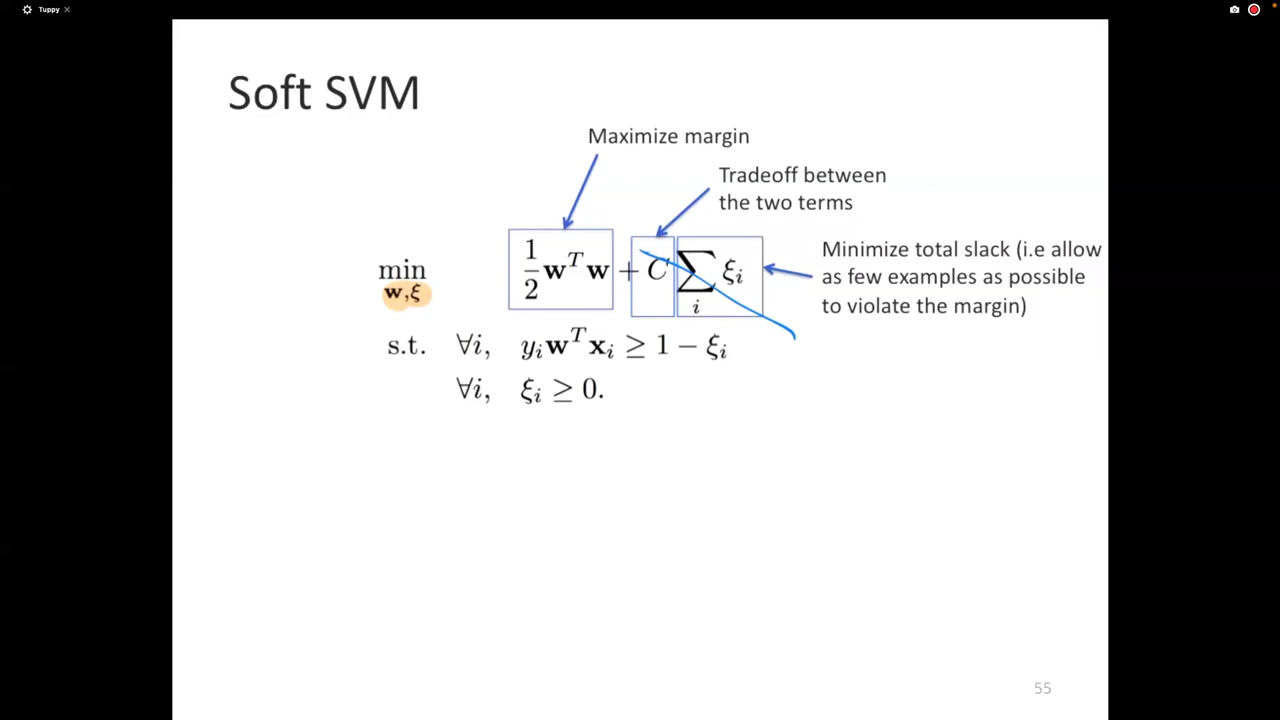 Tuppy
Soft SVM
Maximize margin
Tradeoff between
the two terms
Minimize total slack (i.e allow
as few examples as possible
to violate the margin)
min w,ξ 1/2 w^T w + C ∑_i ξ_i
s.t. ∀i, y_i w^T x_i ≥ 1 − ξ_i
∀i, ξ_i ≥ 0.
55